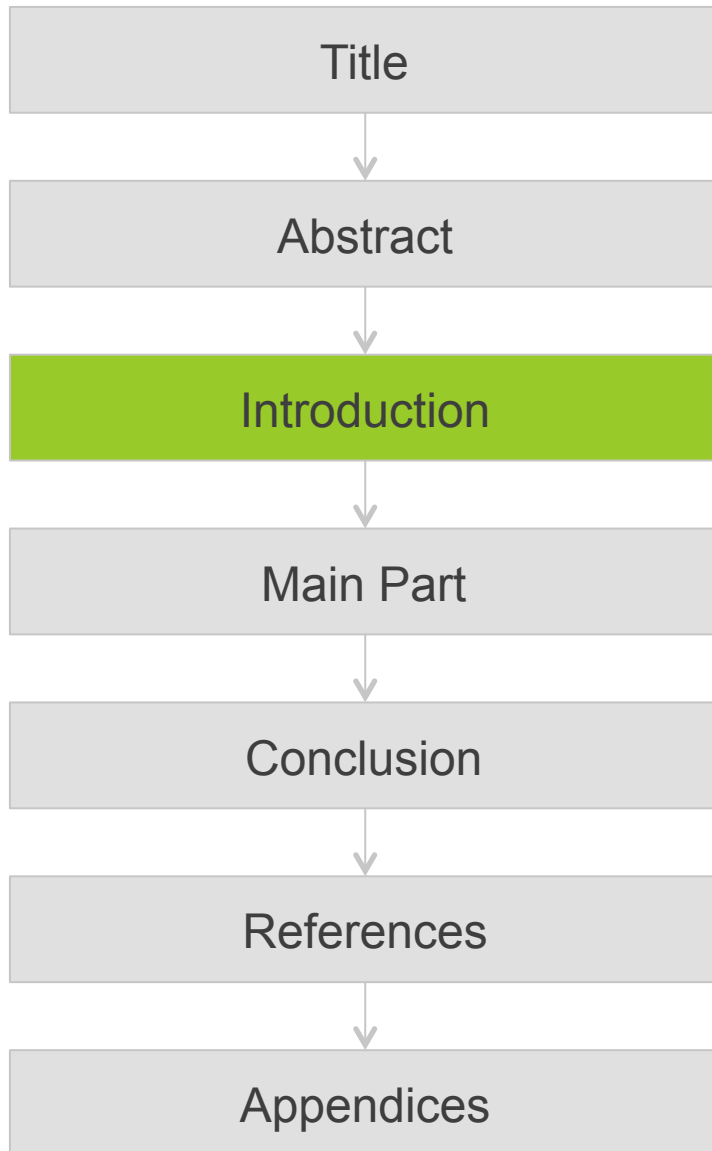 Title
Abstract
Introduction
Main Part
Conclusion
References
Appendices